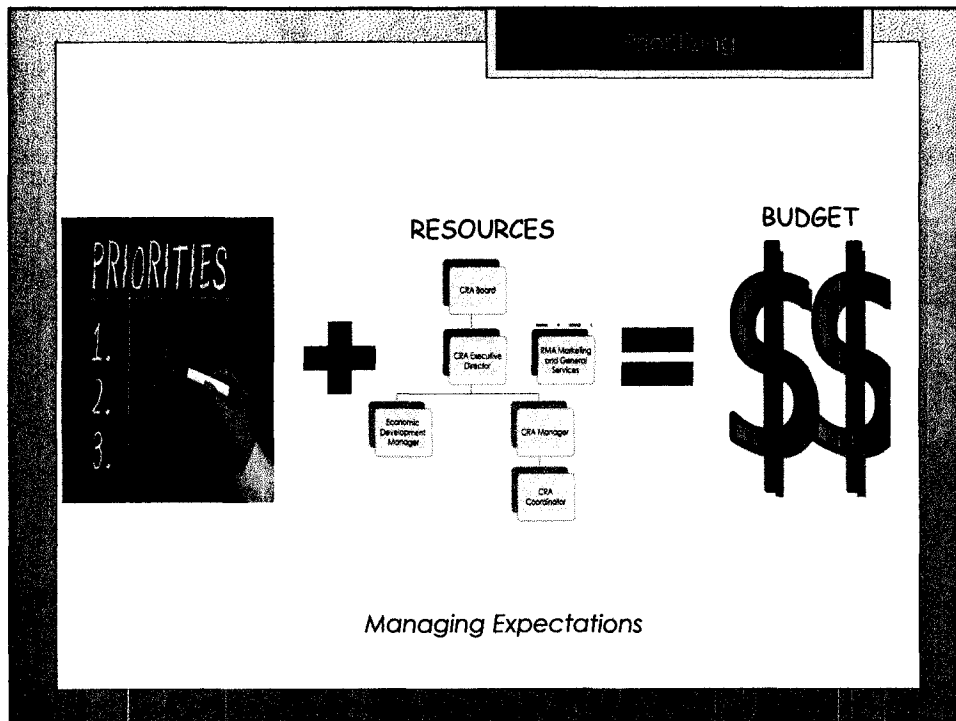 Prioritizing
PRIORITIES
1.
2.
3.
RESOURCES
CRA Board
CRA Executive
Director
RMA Marketing
and General
Services
Economic
Development
Manager
CRA Manager
CRA
Coordinator
BUDGET
$$
Managing Expectations